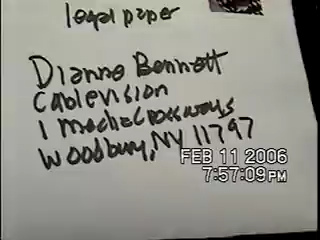 legal paper
Dianne Bennett
Cablevision
1 Media Crossways
Woodbury, NY 11797
FEB 11 2006
7:57:09 PM